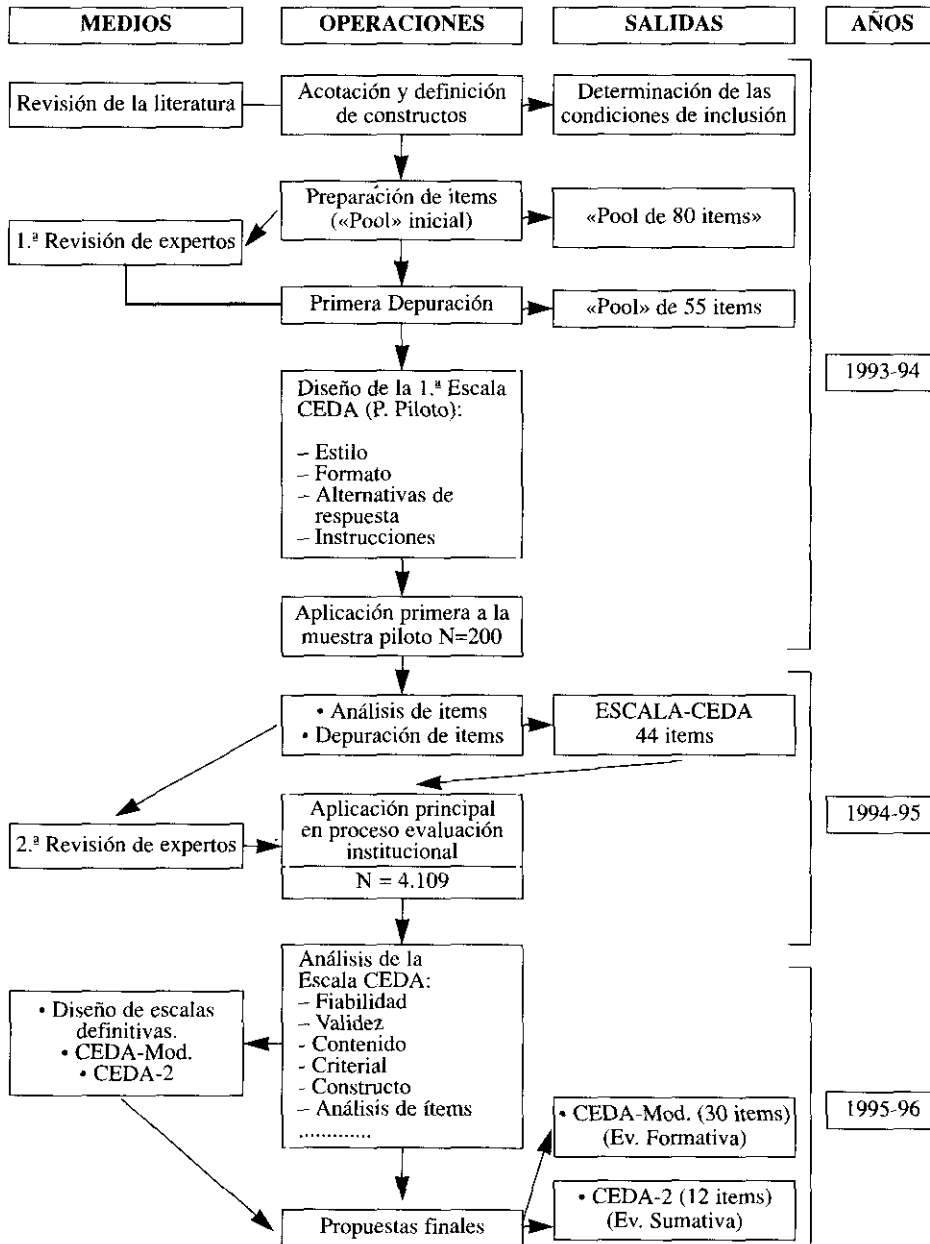 MEDIOS
OPERACIONES
SALIDAS
AÑOS
Revisión de la literatura
Acotación y definición
de constructos
Determinación de las
condiciones de inclusión
Preparación de items
(«Pool» inicial)
«Pool de 80 items»
1.ª Revisión de expertos
Primera Depuración
«Pool» de 55 items
Diseño de la 1.ª Escala
CEDA (P. Piloto):
– Estilo
– Formato
– Alternativas de
respuesta
– Instrucciones
1993-94
Aplicación primera a la
muestra piloto N=200
• Análisis de items
• Depuración de items
ESCALA-CEDA
44 items
2.ª Revisión de expertos
Aplicación principal
en proceso evaluación
institucional
N = 4.109
1994-95
Análisis de la
Escala CEDA:
– Fiabilidad
– Validez
- Contenido
- Criterial
- Constructo
– Análisis de ítems
............
• Diseño de escalas
definitivas.
• CEDA-Mod.
• CEDA-2
• CEDA-Mod. (30 items)
(Ev. Formativa)
1995-96
Propuestas finales
• CEDA-2 (12 items)
(Ev. Sumativa)